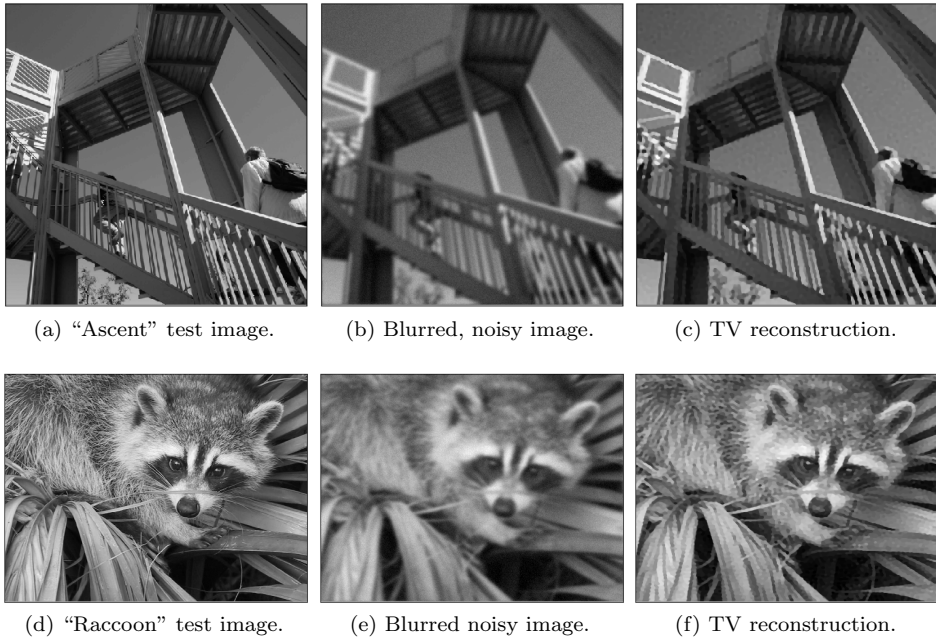 (a) “Ascent” test image.
(b) Blurred, noisy image.
(c) TV reconstruction.
(d) “Raccoon” test image.
(e) Blurred noisy image.
(f) TV reconstruction.